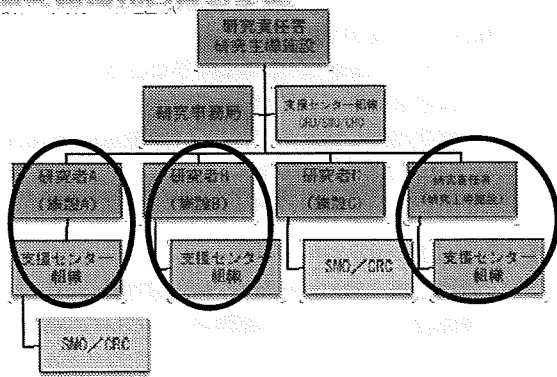 研究責任者
研究主導施設
研究事務局
支援センター組織
研究者A
(施設A)
研究者B
(施設B)
研究者C
(施設C)
研究責任者
(研究主導施設)
支援センター
組織
支援センター
組織
SMO/CRC
支援センター
組織
SMO/CRC